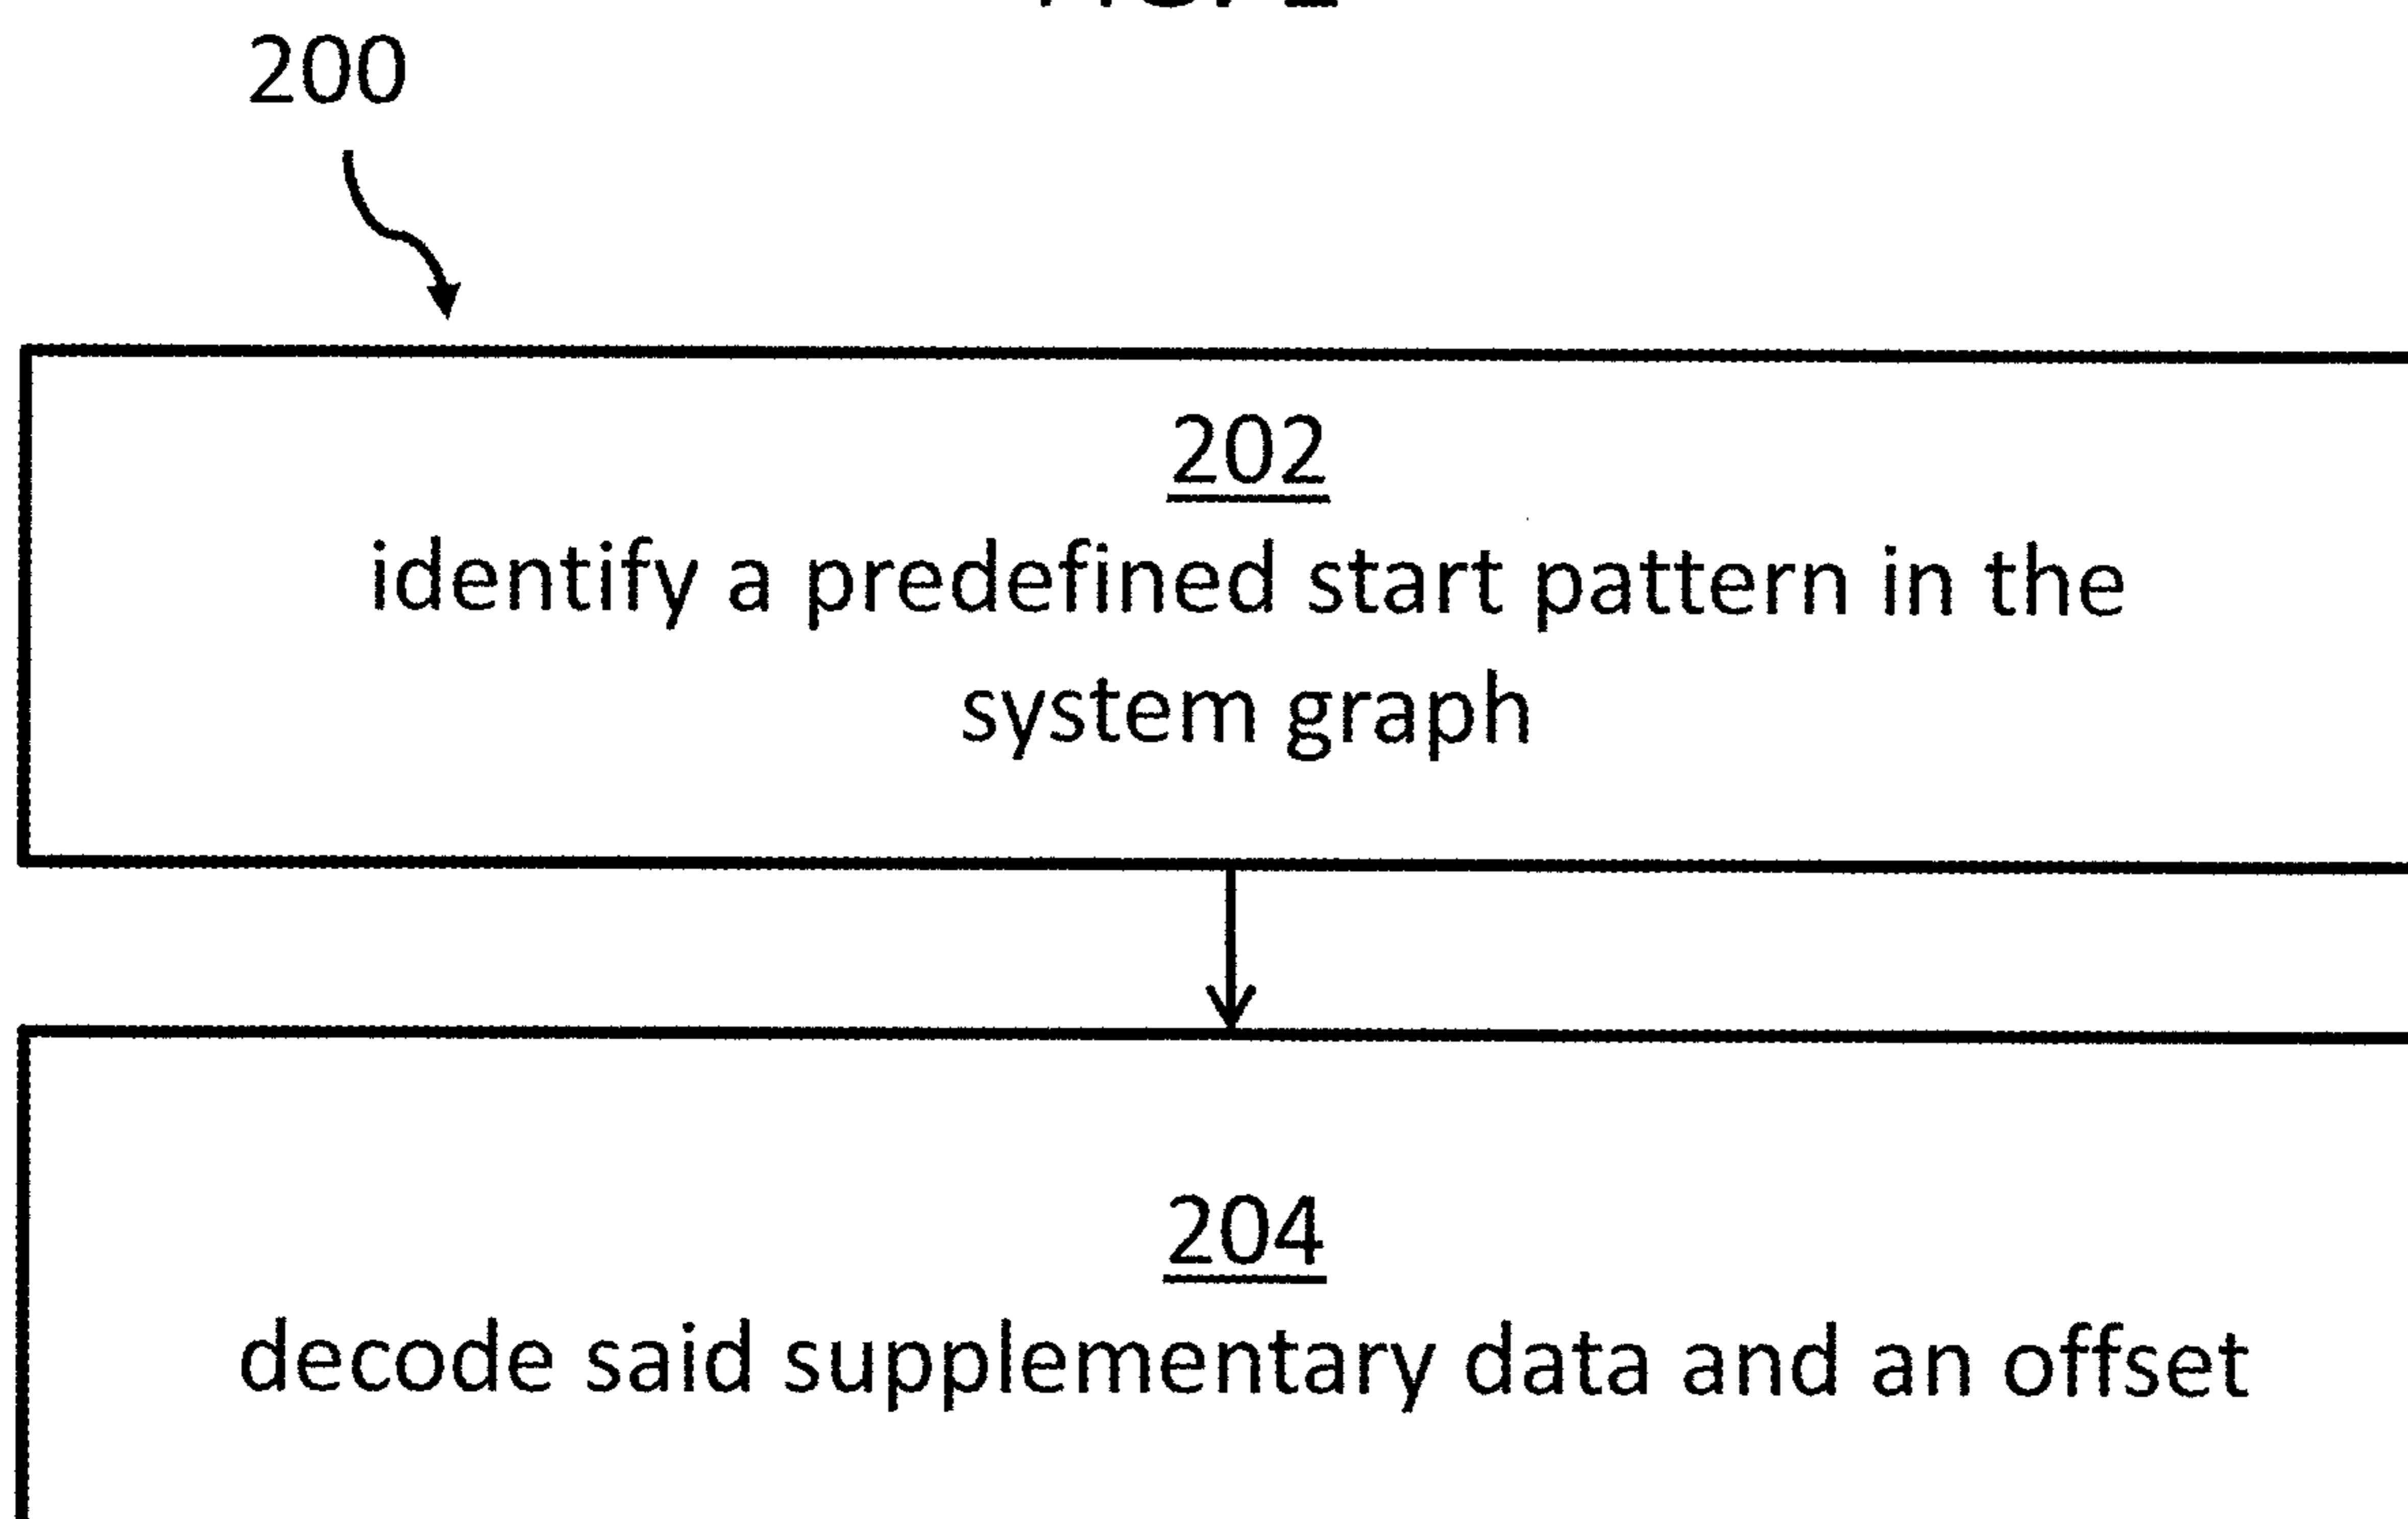 200
202
identify a predefined start pattern in the
system graph
204
decode said supplementary data and an offset